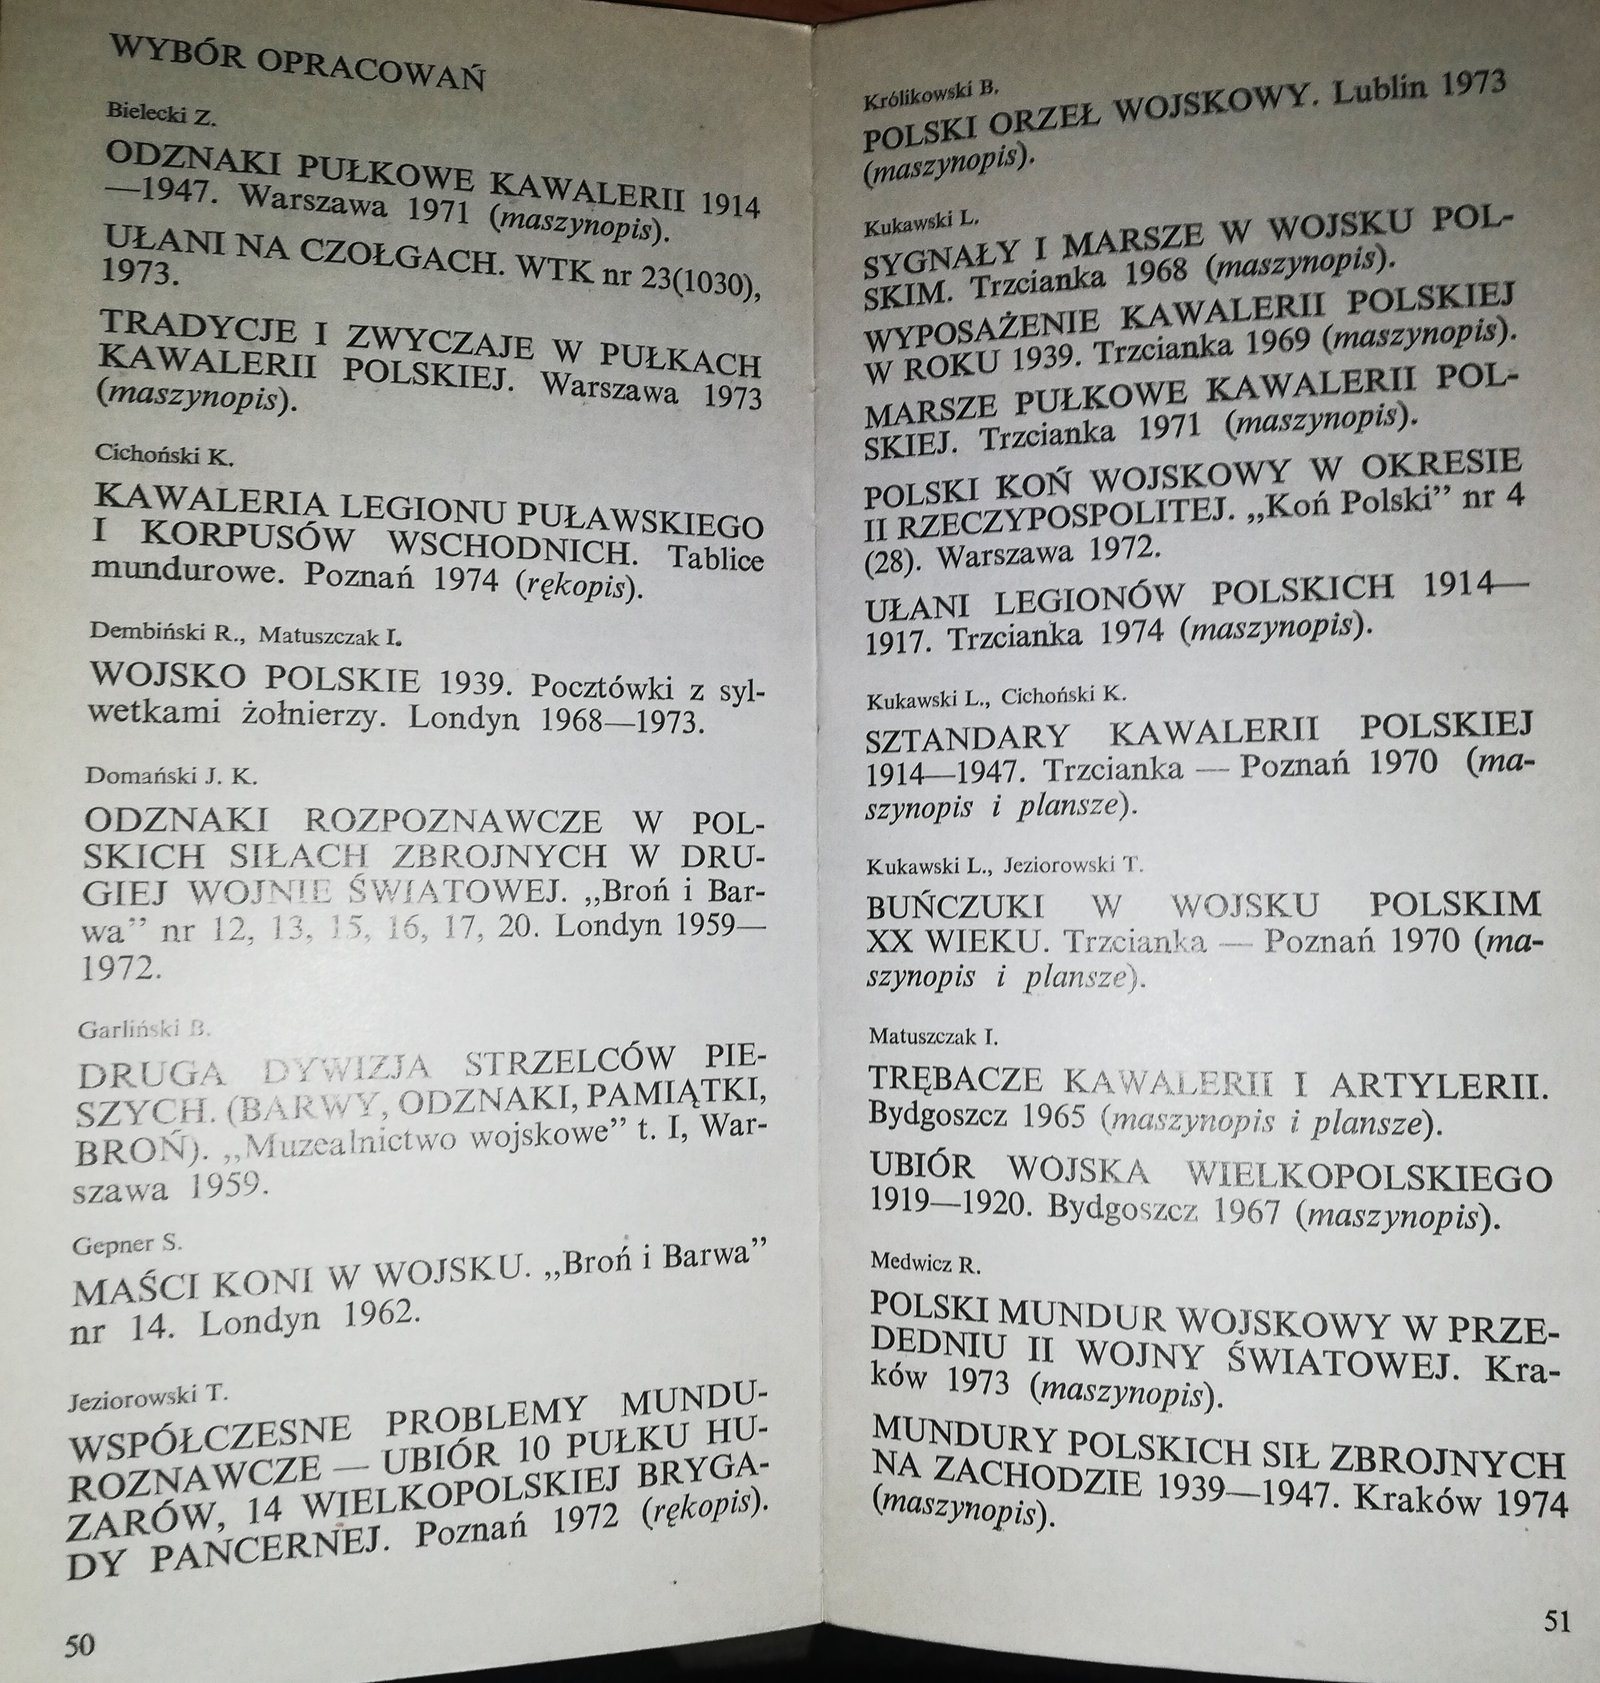 WYBÓR OPRACOWAŃ
Bielecki Z.
ODZNAKI PUŁKOWE KAWALERII 1914
—1947. Warszawa 1971 (maszynopis).
UŁANI NA CZOŁGACH. WTK nr 23(1030),
1973.
TRADYCJE I ZWYCZAJE W PUŁKACH
KAWALERII POLSKIEJ. Warszawa 1973
(maszynopis).
Cichoński K.
KAWALERIA LEGIONU PUŁAWSKIEGO
I KORPUSÓW WSCHODNICH. Tablice
mundurowe. Poznań 1974 (rękopis).
Dembiński R., Matuszczak I.
WOJSKO POLSKIE 1939. Pocztówki z syl-
wetkami żołnierzy. Londyn 1968—1973.
Domański J. K.
ODZNAKI ROZPOZNAWCZE W POL-
SKICH SIŁACH ZBROJNYCH W DRU-
GIEJ WOJNIE ŚWIATOWEJ. „Broń i Bar-
wa” nr 12, 13, 15, 16, 17, 20. Londyn 1959—
1972.
Garliński B.
DRUGA DYWIZJA STRZELCÓW PIE-
SZYCH. (BARWY, ODZNAKI, PAMIĄTKI,
BROŃ). „Muzealnictwo wojskowe” t. I, War-
szawa 1959.
Gepner S.
MAŚCI KONI W WOJSKU. „Broń i Barwa”
nr 14. Londyn 1962.
Jeziorowski T.
WSPÓŁCZESNE PROBLEMY MUNDU-
ROZNAWCZE — UBIÓR 10 PUŁKU HU-
ZARÓW, 14 WIELKOPOLSKIEJ BRYGA-
DY PANCERNEJ. Poznań 1972 (rękopis).
50
Królikowski B.
POLSKI ORZEŁ WOJSKOWY. Lublin 1973
(maszynopis).
Kukawski L.
SYGNAŁY I MARSZE W WOJSKU POL-
SKIM. Trzcianka 1968 (maszynopis).
WYPOSAŻENIE KAWALERII POLSKIEJ
W ROKU 1939. Trzcianka 1969 (maszynopis).
MARSZE PUŁKOWE KAWALERII POL-
SKIEJ. Trzcianka 1971 (maszynopis).
POLSKI KOŃ WOJSKOWY W OKRESIE
II RZECZYPOSPOLITEJ. „Koń Polski” nr 4
(28). Warszawa 1972.
UŁANI LEGIONÓW POLSKICH 1914—
1917. Trzcianka 1974 (maszynopis).
Kukawski L., Cichoński K.
SZTANDARY KAWALERII POLSKIEJ
1914—1947. Trzcianka — Poznań 1970 (ma-
szynopis i plansze).
Kukawski L., Jeziorowski T.
BUŃCZUKI W WOJSKU POLSKIM
XX WIEKU. Trzcianka — Poznań 1970 (ma-
szynopis i plansze).
Matuszczak I.
TRĘBACZE KAWALERII I ARTYLERII.
Bydgoszcz 1965 (maszynopis i plansze).
UBIÓR WOJSKA WIELKOPOLSKIEGO
1919—1920. Bydgoszcz 1967 (maszynopis).
Medwicz R.
POLSKI MUNDUR WOJSKOWY W PRZE-
DEDNIU II WOJNY ŚWIATOWEJ. Kra-
ków 1973 (maszynopis).
MUNDURY POLSKICH SIŁ ZBROJNYCH
NA ZACHODZIE 1939—1947. Kraków 1974
(maszynopis).
51